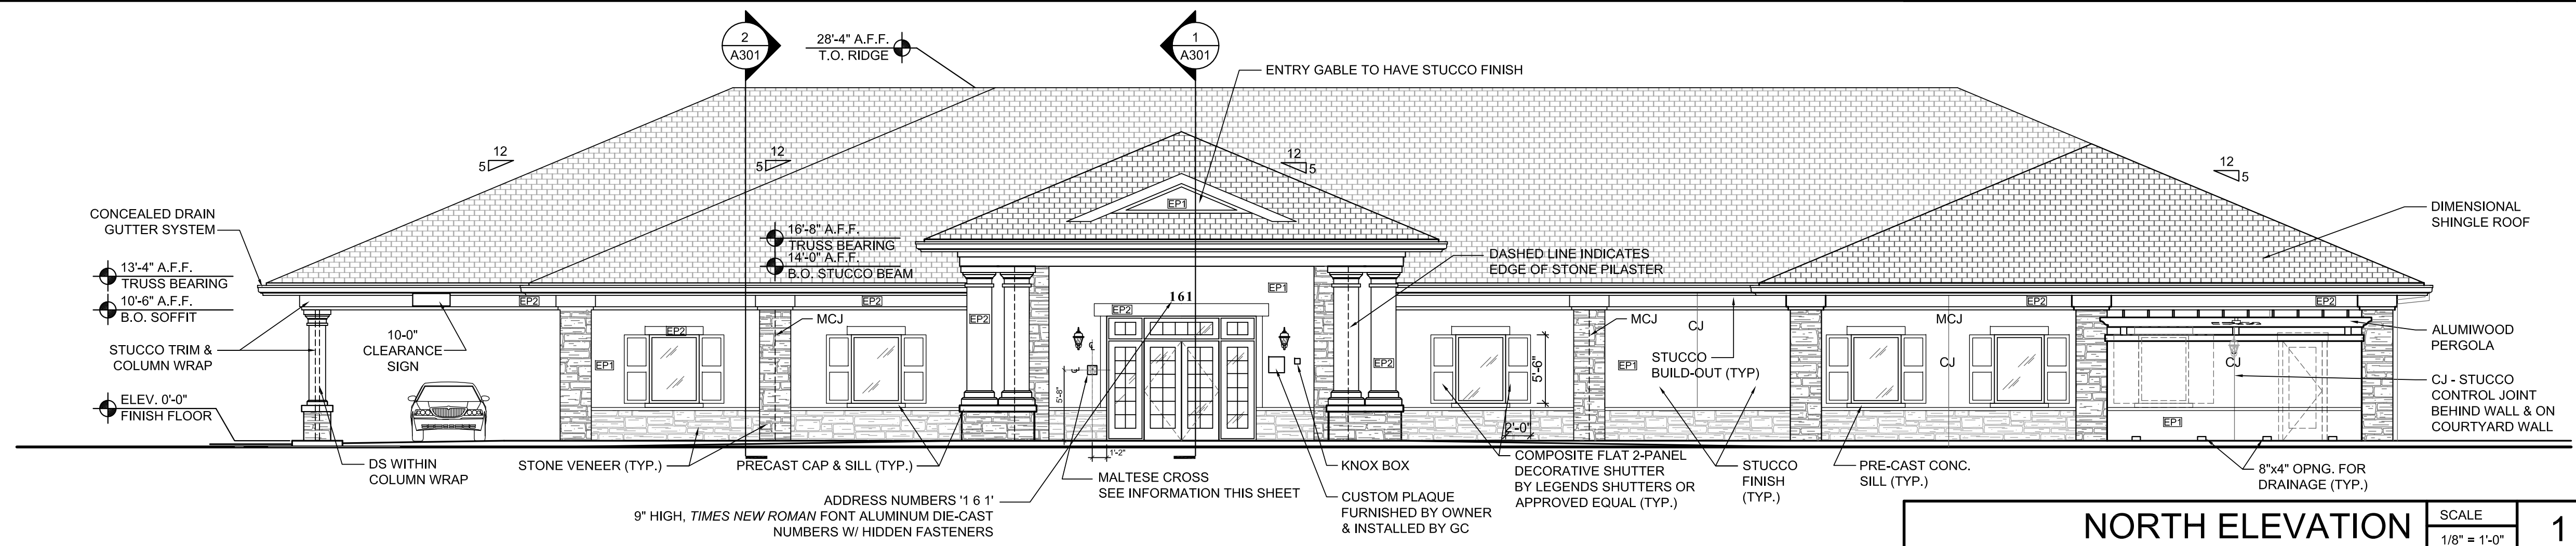 2
A301
28'-4" A.F.F.
T.O. RIDGE
1
A301
ENTRY GABLE TO HAVE STUCCO FINISH
12
5
12
5
12
5
12
5
CONCEALED DRAIN
GUTTER SYSTEM
13'-4" A.F.F.
TRUSS BEARING
10'-6" A.F.F.
B.O. SOFFIT
STUCCO TRIM &
COLUMN WRAP
ELEV. 0'-0"
FINISH FLOOR
10-0"
CLEARANCE
SIGN
16'-8" A.F.F.
TRUSS BEARING
14'-0" A.F.F.
B.O. STUCCO BEAM
EP1
DASHED LINE INDICATES
EDGE OF STONE PILASTER
DIMENSIONAL
SHINGLE ROOF
EP2
EP2
EP2
EP1
MCJ
EP2
EP2
161
EP1
EP2
EP2
5'-8"
1'-2"
5'-6"
2'-0"
MCJ
CJ
EP1
STUCCO
BUILD-OUT (TYP)
EP2
MCJ
CJ
EP2
CJ
EP1
ALUMIWOOD
PERGOLA
CJ - STUCCO
CONTROL JOINT
BEHIND WALL & ON
COURTYARD WALL
DS WITHIN
COLUMN WRAP
STONE VENEER (TYP.)
PRECAST CAP & SILL (TYP.)
ADDRESS NUMBERS '1 6 1'
9" HIGH, TIMES NEW ROMAN FONT ALUMINUM DIE-CAST
NUMBERS W/ HIDDEN FASTENERS
MALTESE CROSS
SEE INFORMATION THIS SHEET
KNOX BOX
CUSTOM PLAQUE
FURNISHED BY OWNER
& INSTALLED BY GC
COMPOSITE FLAT 2-PANEL
DECORATIVE SHUTTER
BY LEGENDS SHUTTERS OR
APPROVED EQUAL (TYP.)
STUCCO
FINISH
(TYP.)
PRE-CAST CONC.
SILL (TYP.)
8"x4" OPNG. FOR
DRAINAGE (TYP.)
NORTH ELEVATION
SCALE
1/8" = 1'-0"
1